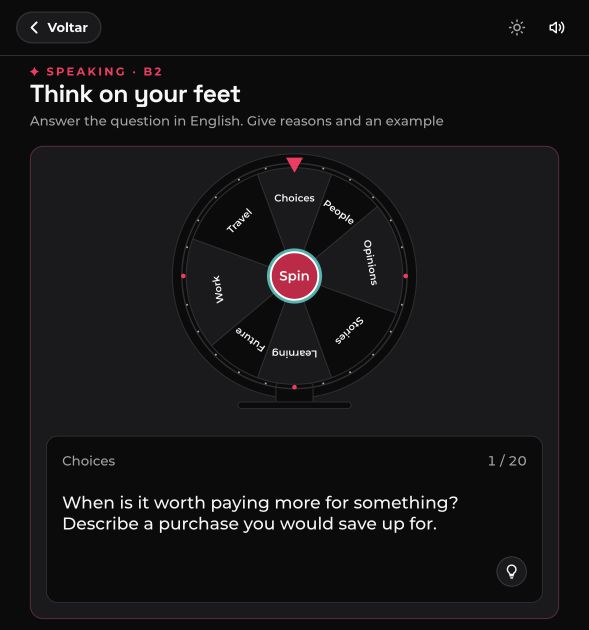 Voltar
SPEAKING · B2
Think on your feet
Answer the question in English. Give reasons and an example
Choices
People
Opinions
Stories
Learning
Future
Work
Travel
Spin
Choices
1 / 20
When is it worth paying more for something?
Describe a purchase you would save up for.